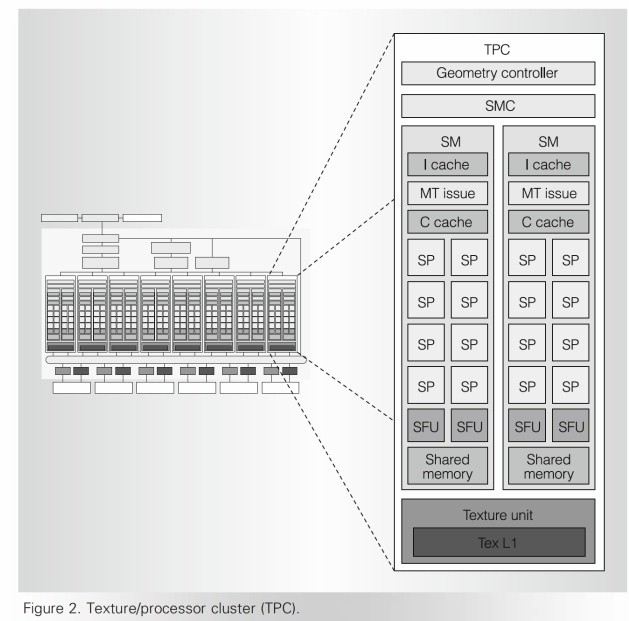 TPC
Geometry controller
SMC
SM
I cache
MT issue
C cache
SP SP
SP SP
SP SP
SP SP
SFU SFU
Shared
memory
SM
I cache
MT issue
C cache
SP SP
SP SP
SP SP
SP SP
SFU SFU
Shared
memory
Texture unit
Tex L1
Figure 2. Texture/processor cluster (TPC).